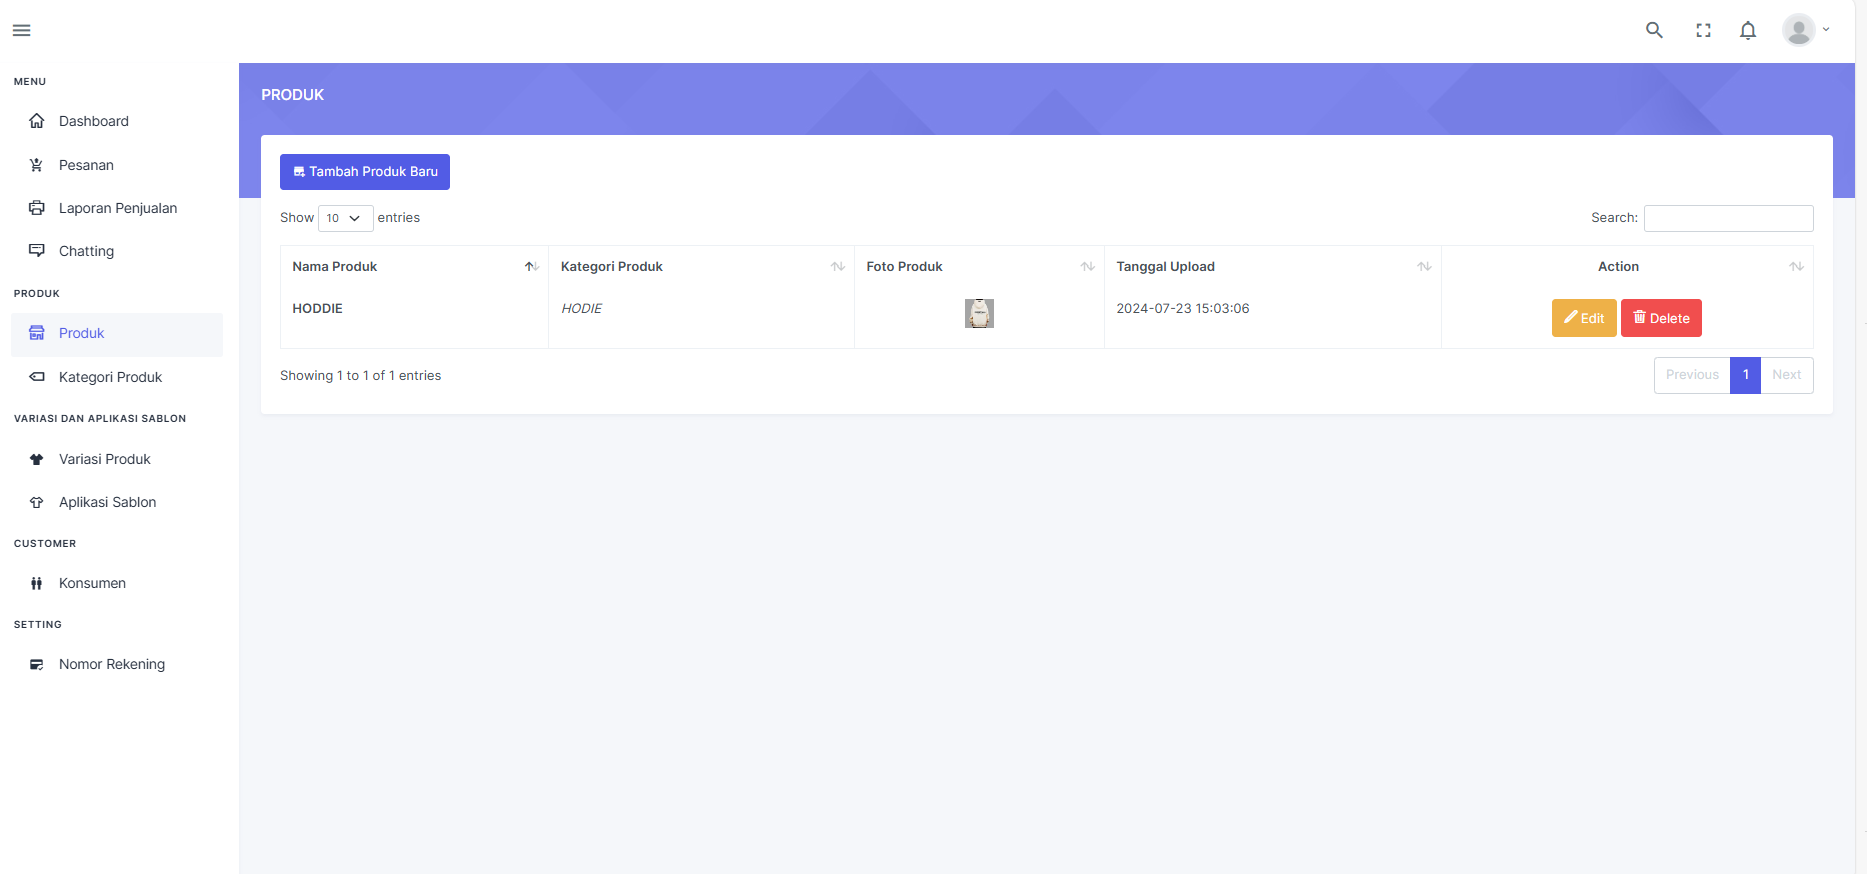 MENU
Dashboard
Pesanan
Laporan Penjualan
Chatting
PRODUK
Produk
Kategori Produk
VARIASI DAN APLIKASI SABLON
Variasi Produk
Aplikasi Sablon
CUSTOMER
Konsumen
SETTING
Nomor Rekening
PRODUK
Tambah Produk Baru
Show 10 entries
Search:
Nama Produk Kategori Produk Foto Produk Tanggal Upload Action
HODDIE HODIE 2024-07-23 15:03:06 Edit Delete
Showing 1 to 1 of 1 entries
Previous 1 Next